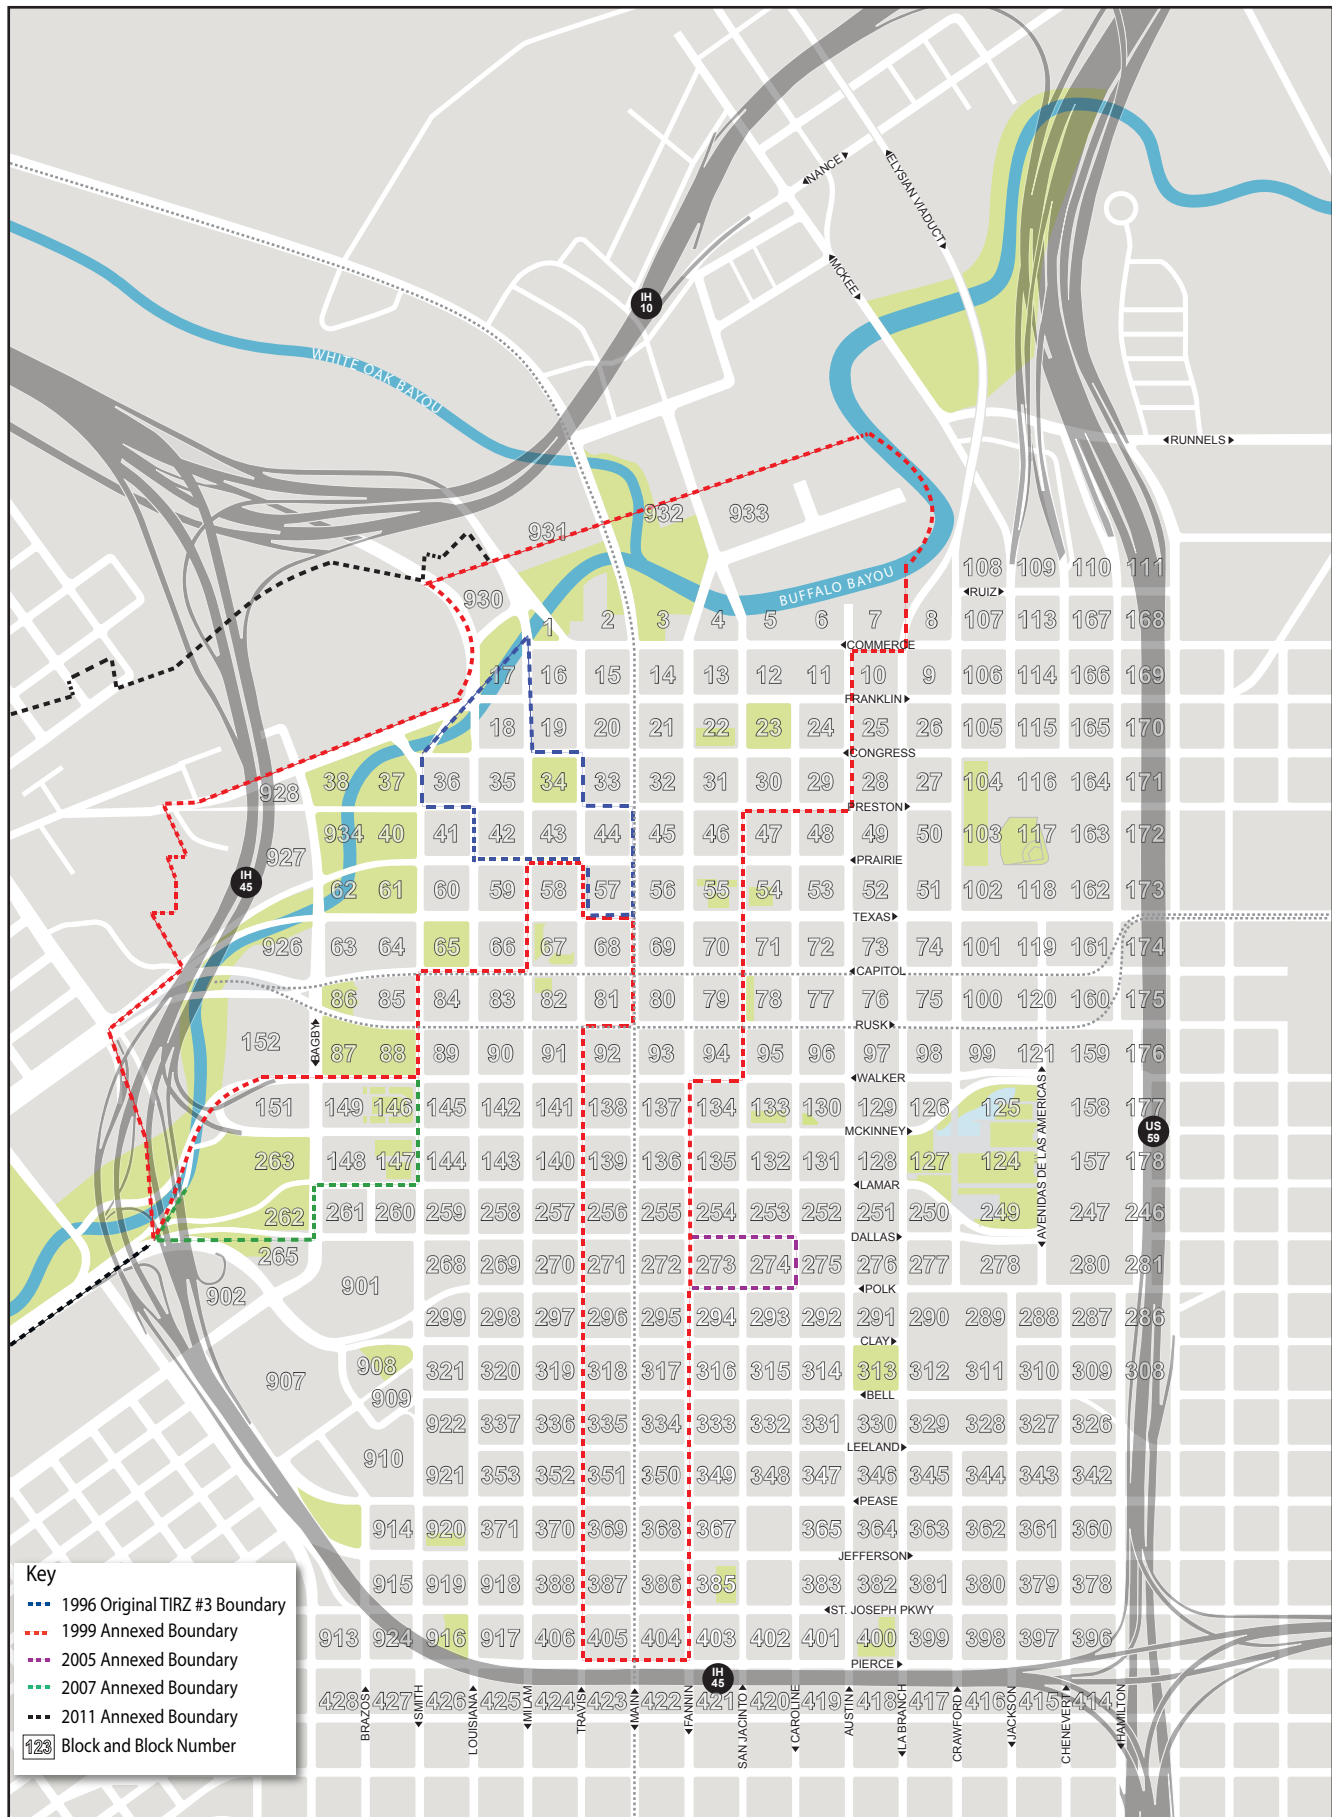 NANCE
ELYSIAN VIADUCT
MCKEE
IH
10
WHITE OAK BAYOU
RUNNELS
931 932 933
BUFFALO BAYOU
108 109 110 111
RUIZ
930
1 2 3 4 5 6 7 8 107 113 167 168
COMMERCE
17 16 15 14 13 12 11 10 9 106 114 166 169
FRANKLIN
18 19 20 21 22 23 24 25 26 105 115 165 170
CONGRESS
928 38 37 36 35 34 33 32 31 30 29 28 27 104 116 164 171
PRESTON
927 934 40 41 42 43 44 45 46 47 48 49 50 103 117 163 172
PRAIRIE
IH
45
62 61 60 59 58 57 56 55 54 53 52 51 102 118 162 173
TEXAS
926 63 64 65 66 67 68 69 70 71 72 73 74 101 119 161 174
CAPITOL
86 85 84 83 82 81 80 79 78 77 76 75 100 120 160 175
RUSK
BAGBY
152 87 88 89 90 91 92 93 94 95 96 97 98 99 121 159 176
WALKER
151 149 146 145 142 141 138 137 134 133 130 129 126 125 158 177
AVENIDAS DE LAS AMERICAS
MCKINNEY
US
59
263 148 147 144 143 140 139 136 135 132 131 128 127 124 157 178
LAMAR
262 261 260 259 258 257 256 255 254 253 252 251 250 249 247 246
DALLAS
265 268 269 270 271 272 273 274 275 276 277 278 280 281
902 901
POLK
299 298 297 296 295 294 293 292 291 290 289 288 287 286
CLAY
907 908 321 320 319 318 317 316 315 314 313 312 311 310 309 308
909
BELL
922 337 336 335 334 333 332 331 330 329 328 327 326
LEELAND
910 921 353 352 351 350 349 348 347 346 345 344 343 342
PEASE
914 920 371 370 369 368 367 365 364 363 362 361 360
JEFFERSON
915 919 918 388 387 386 385 383 382 381 380 379 378
ST. JOSEPH PKWY
913 924 916 917 406 405 404 403 402 401 400 399 398 397 396
PIERCE
IH
45
428 427 426 425 424 423 422 421 420 419 418 417 416 415 414
BRAZOS
SMITH
LOUISIANA
MILAM
TRAVIS
MAIN
FANNIN
SAN JACINTO
CAROLINE
AUSTIN
LA BRANCH
CRAWFORD
JACKSON
CHENEVERT
HAMILTON
Key
1996 Original TIRZ #3 Boundary
1999 Annexed Boundary
2005 Annexed Boundary
2007 Annexed Boundary
2011 Annexed Boundary
123 Block and Block Number